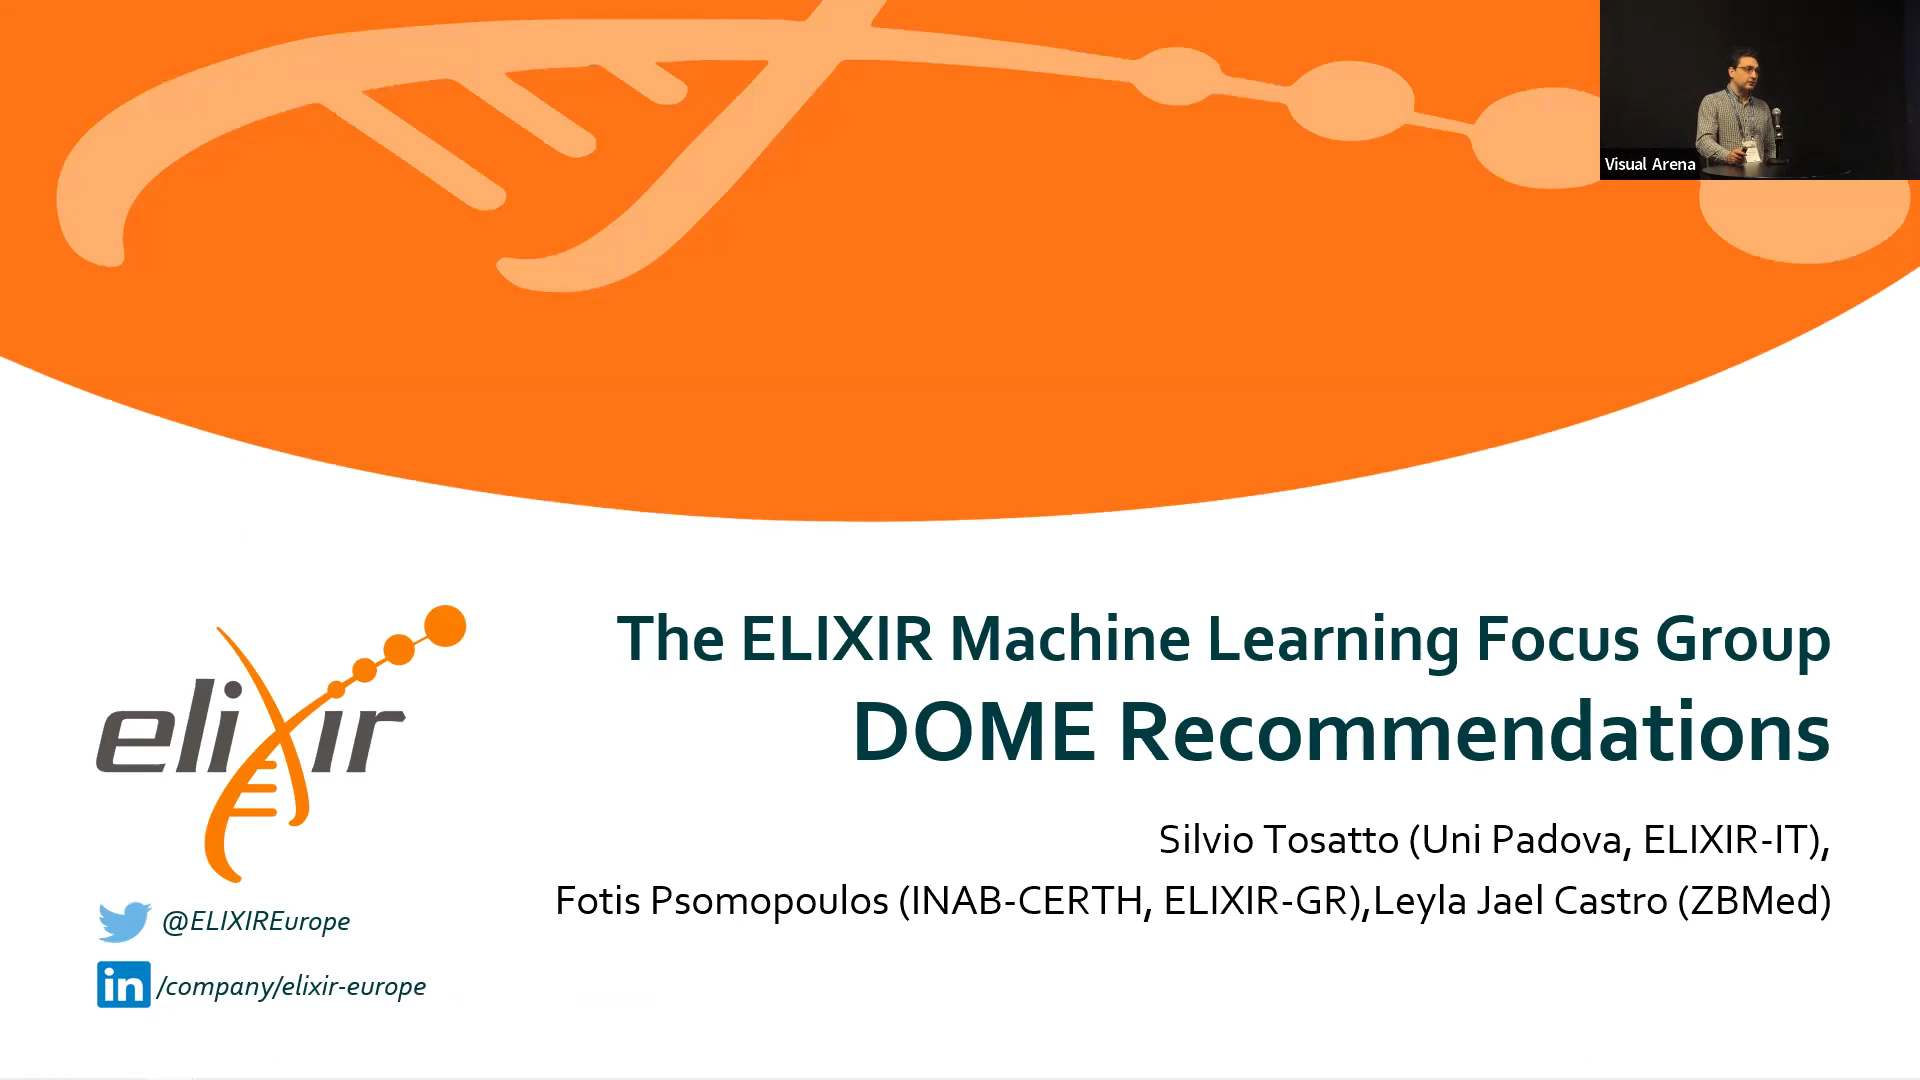 Visual Arena
The ELIXIR Machine Learning Focus Group
DOME Recommendations
Silvio Tosatto (Uni Padova, ELIXIR-IT),
Fotis Psomopoulos (INAB-CERTH, ELIXIR-GR),Leyla Jael Castro (ZBMed)
elixir
@ELIXIREurope
in /company/elixir-europe